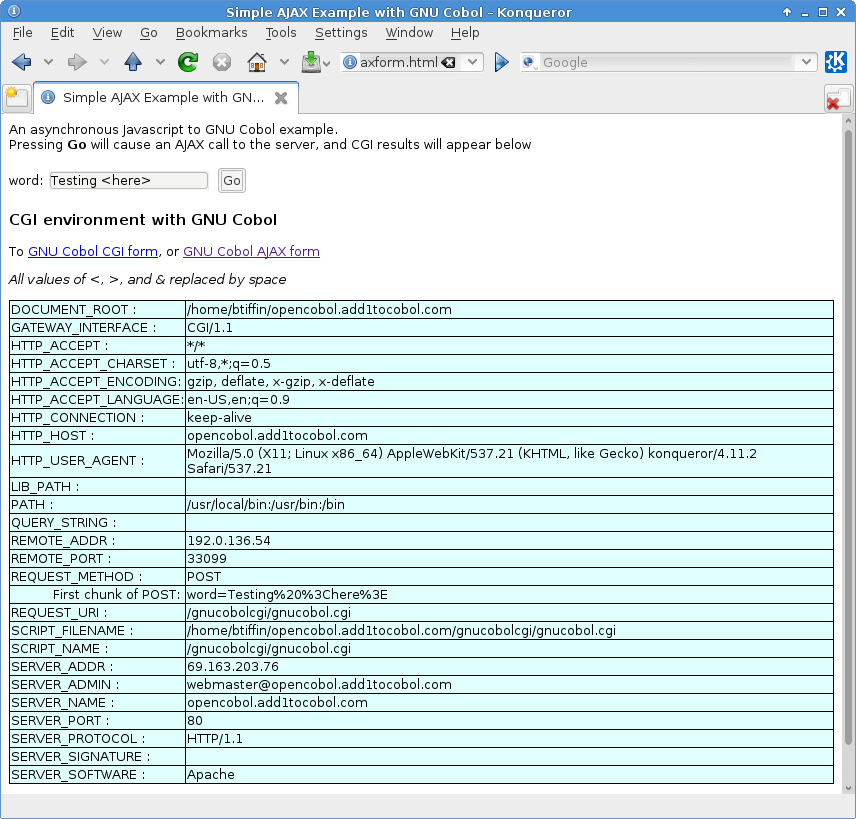 Simple AJAX Example with GNU Cobol – Konqueror
File Edit View Go Bookmarks Tools Settings Window Help
axform.html Google
Simple AJAX Example with GN...
An asynchronous Javascript to GNU Cobol example.
Pressing Go will cause an AJAX call to the server, and CGI results will appear below
word: Testing <here> Go
CGI environment with GNU Cobol
To GNU Cobol CGI form, or GNU Cobol AJAX form
All values of <, >, and & replaced by space
DOCUMENT_ROOT : /home/btiffin/opencobol.add1tocobol.com
GATEWAY_INTERFACE : CGI/1.1
HTTP_ACCEPT : */*
HTTP_ACCEPT_CHARSET : utf-8,*;q=0.5
HTTP_ACCEPT_ENCODING: gzip, deflate, x-gzip, x-deflate
HTTP_ACCEPT_LANGUAGE: en-US,en;q=0.9
HTTP_CONNECTION : keep-alive
HTTP_HOST : opencobol.add1tocobol.com
HTTP_USER_AGENT : Mozilla/5.0 (X11; Linux x86_64) AppleWebKit/537.21 (KHTML, like Gecko) konqueror/4.11.2
Safari/537.21
LIB_PATH :
PATH : /usr/local/bin:/usr/bin:/bin
QUERY_STRING :
REMOTE_ADDR : 192.0.136.54
REMOTE_PORT : 33099
REQUEST_METHOD : POST
First chunk of POST: word=Testing%20%3Chere%3E
REQUEST_URI : /gnucobolcgi/gnucobol.cgi
SCRIPT_FILENAME : /home/btiffin/opencobol.add1tocobol.com/gnucobolcgi/gnucobol.cgi
SCRIPT_NAME : /gnucobolcgi/gnucobol.cgi
SERVER_ADDR : 69.163.203.76
SERVER_ADMIN : webmaster@opencobol.add1tocobol.com
SERVER_NAME : opencobol.add1tocobol.com
SERVER_PORT : 80
SERVER_PROTOCOL : HTTP/1.1
SERVER_SIGNATURE :
SERVER_SOFTWARE : Apache